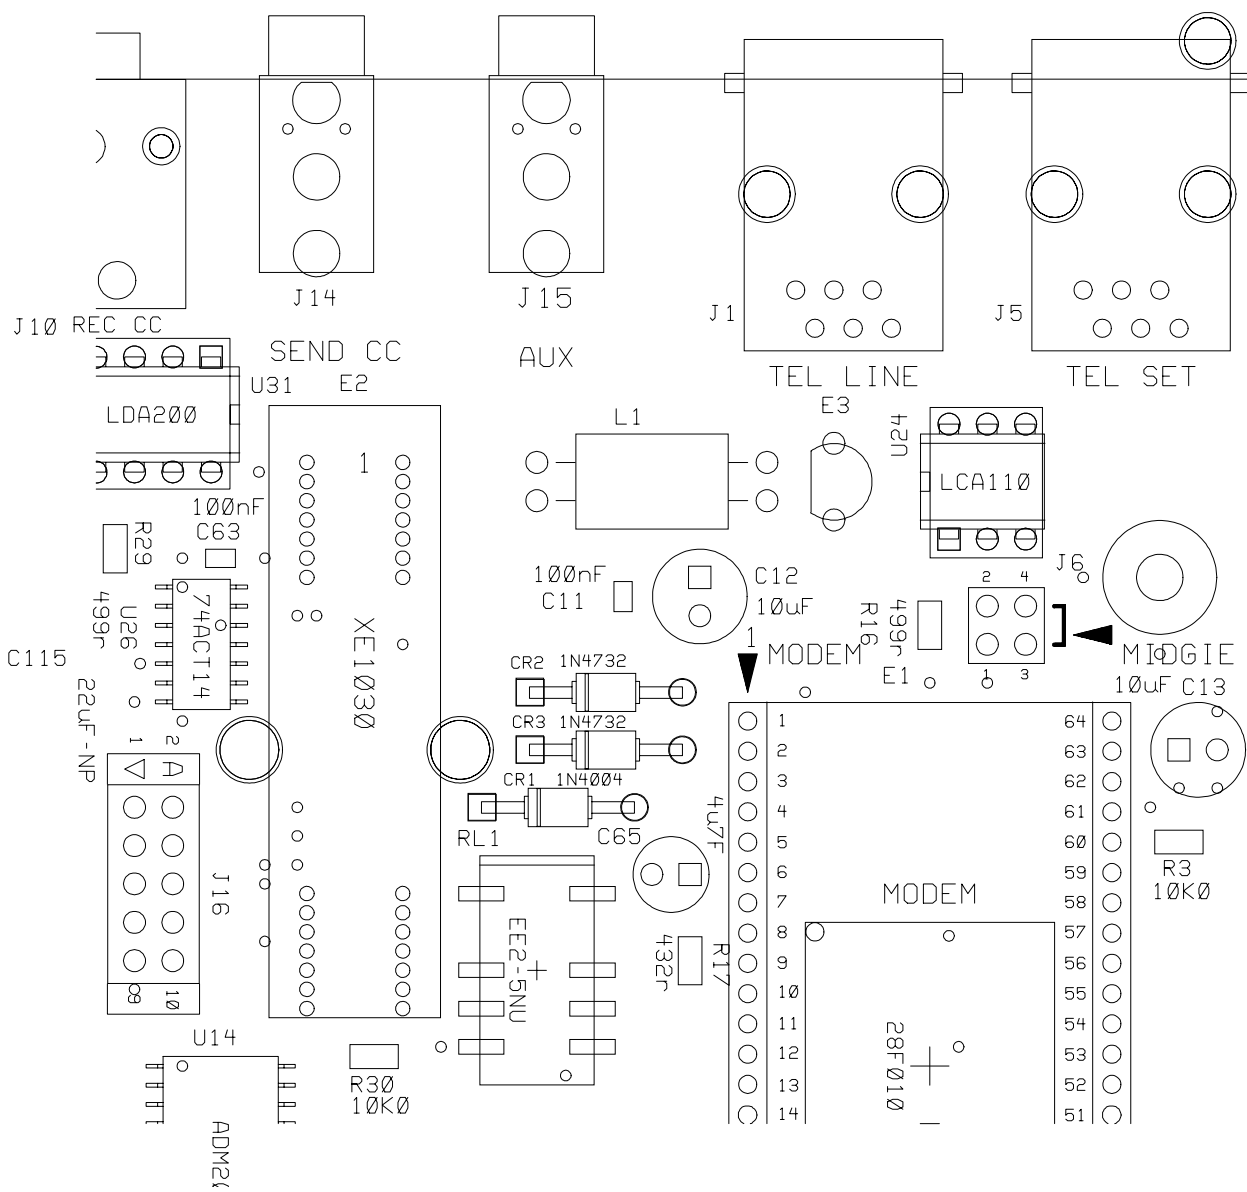 J14
J15
J1
J5
J10 REC CC
SEND CC
AUX
TEL LINE
TEL SET
U31
E2
E3
LDA200
L1
42n
1
LCA110
100nF
C63
R29
J6
2 4
100nF
C11
C12
10uF
74ACT14
U26
499r
XE1030
R16
499r
1
MODEM
MIDGIE
C115
CR2 1N4732
E1
1 3
10uF
C13
22uF-NP
CR3 1N4732
1 2
A
CR1 1N4004
RL1
C65
4u7F
J16
R3
10K0
MODEM
EE2-5NU
432r
R17
9 10
U14
R30
10K0
28F010
ADM20
1 64
2 63
3 62
4 61
5 60
6 59
7 58
8 57
9 56
10 55
11 54
12 53
13 52
14 51